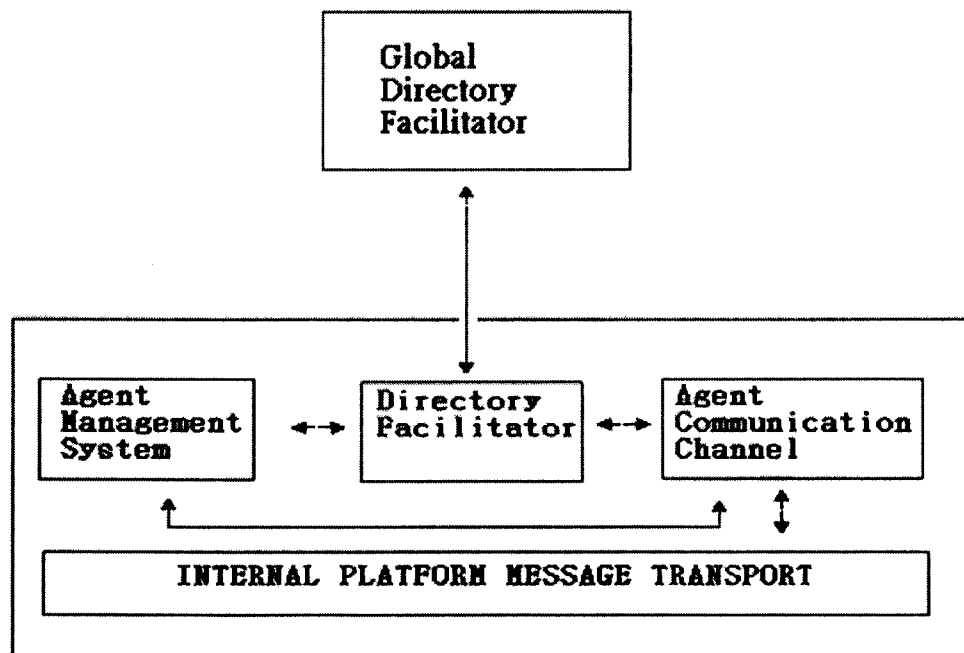 Global
Directory
Facilitator
Agent
Management
System
Directory
Facilitator
Agent
Communication
Channel
INTERNAL PLATFORM MESSAGE TRANSPORT